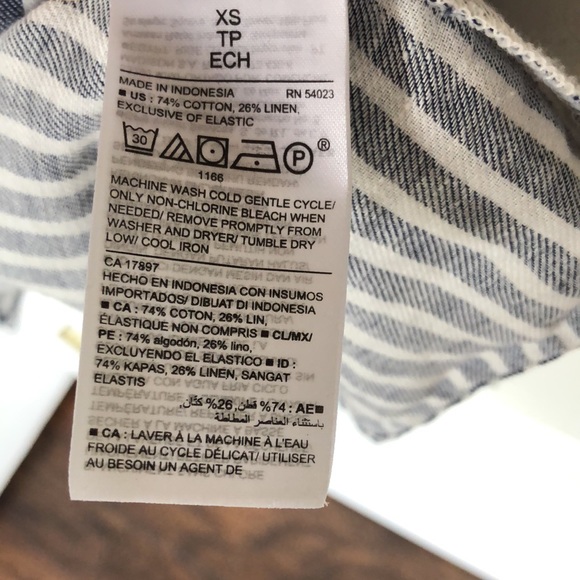 XS
TP
ECH
MADE IN INDONESIA RN 54023
■ US : 74% COTTON, 26% LINEN,
EXCLUSIVE OF ELASTIC
30 P ®
1166
MACHINE WASH COLD GENTLE CYCLE/
ONLY NON-CHLORINE BLEACH WHEN
NEEDED/ REMOVE PROMPTLY FROM
WASHER AND DRYER/ TUMBLE DRY
LOW/ COOL IRON
CA 17897
HECHO EN INDONESIA CON INSUMOS
IMPORTADOS/ DIBUAT DI INDONESIA
■ CA : 74% COTON, 26% LIN,
ÉLASTIQUE NON COMPRIS ■ CL/MX/
PE : 74% algodón, 26% lino,
EXCLUYENDO EL ELASTICO ■ ID :
74% KAPAS, 26% LINEN, SANGAT
ELASTIS
■ AE : 74% قطن, 26% كتان,
باستثناء العناصر المطاطة
■ CA : LAVER À LA MACHINE À L'EAU
FROIDE AU CYCLE DÉLICAT/ UTILISER
AU BESOIN UN AGENT DE